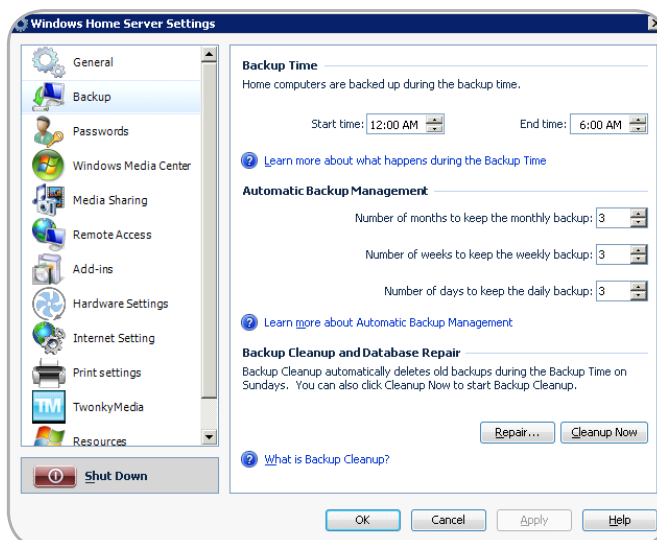 Windows Home Server Settings
General
Backup
Passwords
Windows Media Center
Media Sharing
Remote Access
Add-ins
Hardware Settings
Internet Setting
Print settings
TM
TwonkyMedia
Resources
Shut Down
Backup Time
Home computers are backed up during the backup time.
Start time: 12:00 AM End time: 6:00 AM
Learn more about what happens during the Backup Time
Automatic Backup Management
Number of months to keep the monthly backup: 3
Number of weeks to keep the weekly backup: 3
Number of days to keep the daily backup: 3
Learn more about Automatic Backup Management
Backup Cleanup and Database Repair
Backup Cleanup automatically deletes old backups during the Backup Time on
Sundays. You can also click Cleanup Now to start Backup Cleanup.
Repair... Cleanup Now
What is Backup Cleanup?
OK Cancel Apply Help